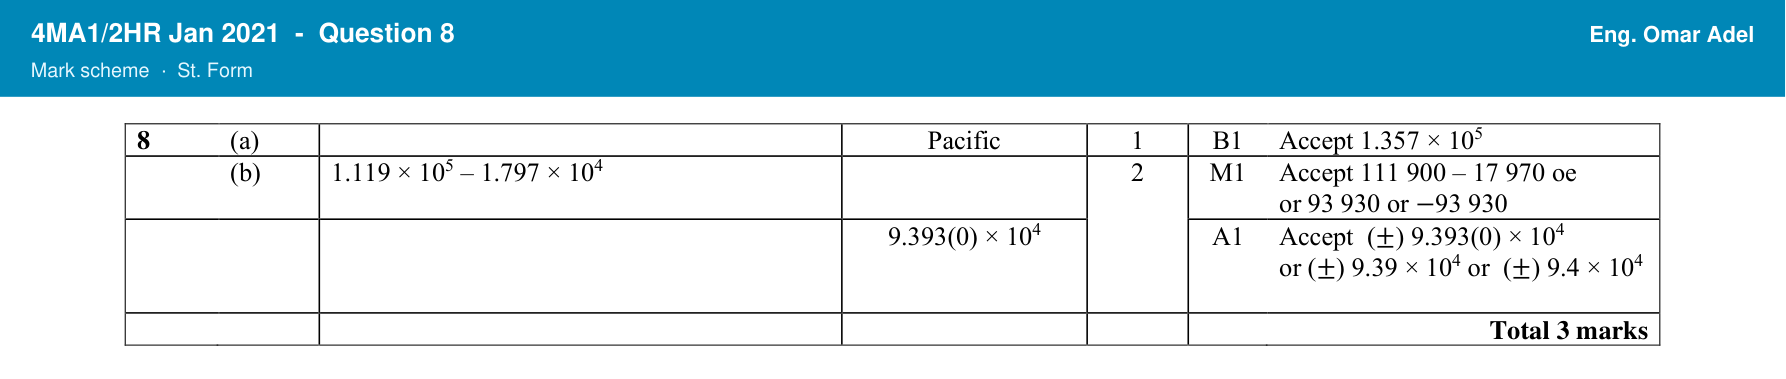 4MA1/2HR Jan 2021 - Question 8
Eng. Omar Adel
Mark scheme · St. Form
8 (a) Pacific 1 B1 Accept 1.357 × 10⁵
(b) 1.119 × 10⁵ – 1.797 × 10⁴ 2 M1 Accept 111 900 – 17 970 oe
or 93 930 or −93 930
9.393(0) × 10⁴ A1 Accept (±) 9.393(0) × 10⁴
or (±) 9.39 × 10⁴ or (±) 9.4 × 10⁴
Total 3 marks